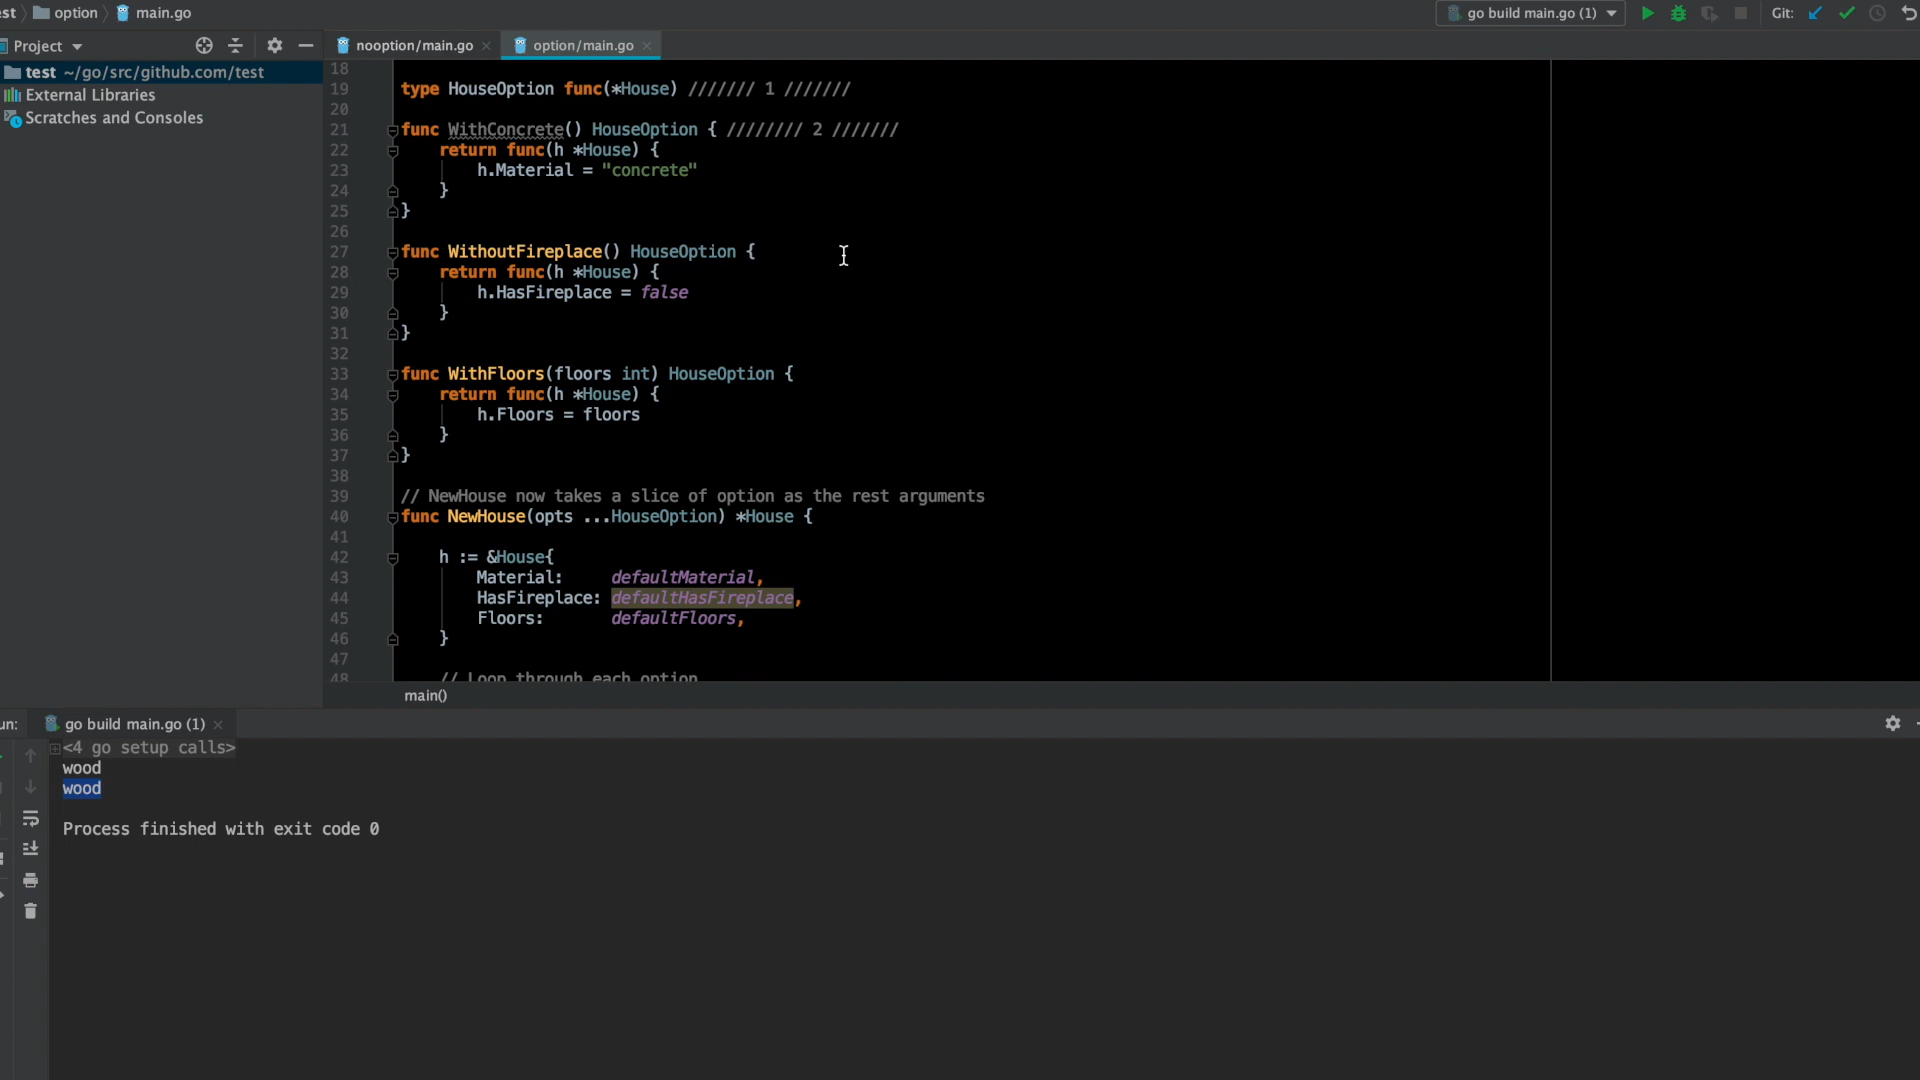 est option main.go
go build main.go (1) Git:
Project
nooption/main.go option/main.go
test ~/go/src/github.com/test
External Libraries
Scratches and Consoles
18
19 type HouseOption func(*House) /////// 1 ///////
20
21 func WithConcrete() HouseOption { //////// 2 ///////
22 return func(h *House) {
23 h.Material = "concrete"
24 }
25 }
26
27 func WithoutFireplace() HouseOption {
28 return func(h *House) {
29 h.HasFireplace = false
30 }
31 }
32
33 func WithFloors(floors int) HouseOption {
34 return func(h *House) {
35 h.Floors = floors
36 }
37 }
38
39 // NewHouse now takes a slice of option as the rest arguments
40 func NewHouse(opts ...HouseOption) *House {
41
42 h := &House{
43 Material: defaultMaterial,
44 HasFireplace: defaultHasFireplace,
45 Floors: defaultFloors,
46 }
47
48 // Loop through each option
main()
un: go build main.go (1)
<4 go setup calls>
wood
wood
Process finished with exit code 0